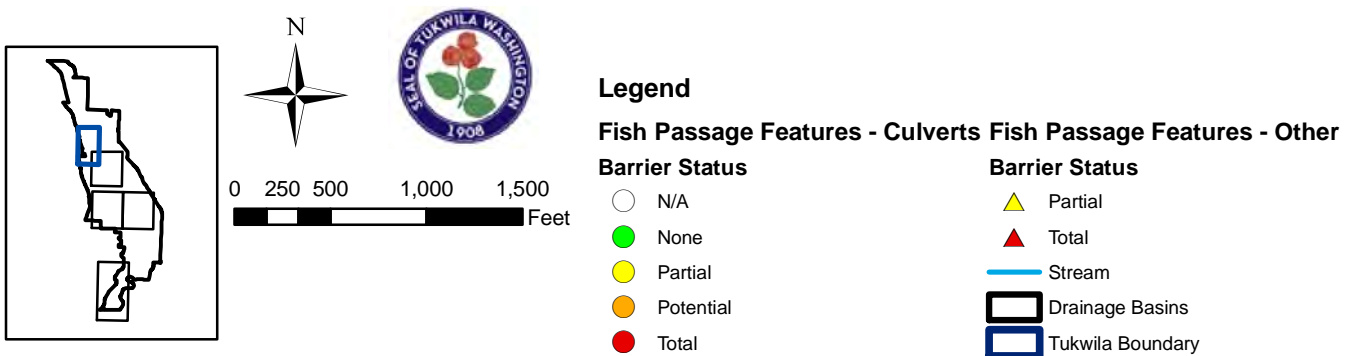 N
SEAL OF TUKWILA WASHINGTON
1908
0 250 500 1,000 1,500
Feet
Legend
Fish Passage Features - Culverts
Barrier Status
N/A
None
Partial
Potential
Total
Fish Passage Features - Other
Barrier Status
Partial
Total
Stream
Drainage Basins
Tukwila Boundary